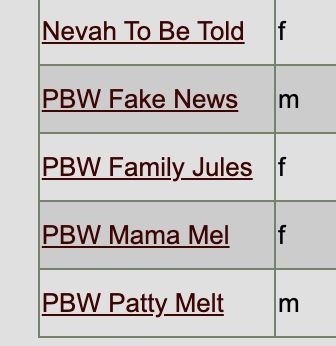 Nevah To Be Told f
PBW Fake News m
PBW Family Jules f
PBW Mama Mel f
PBW Patty Melt m